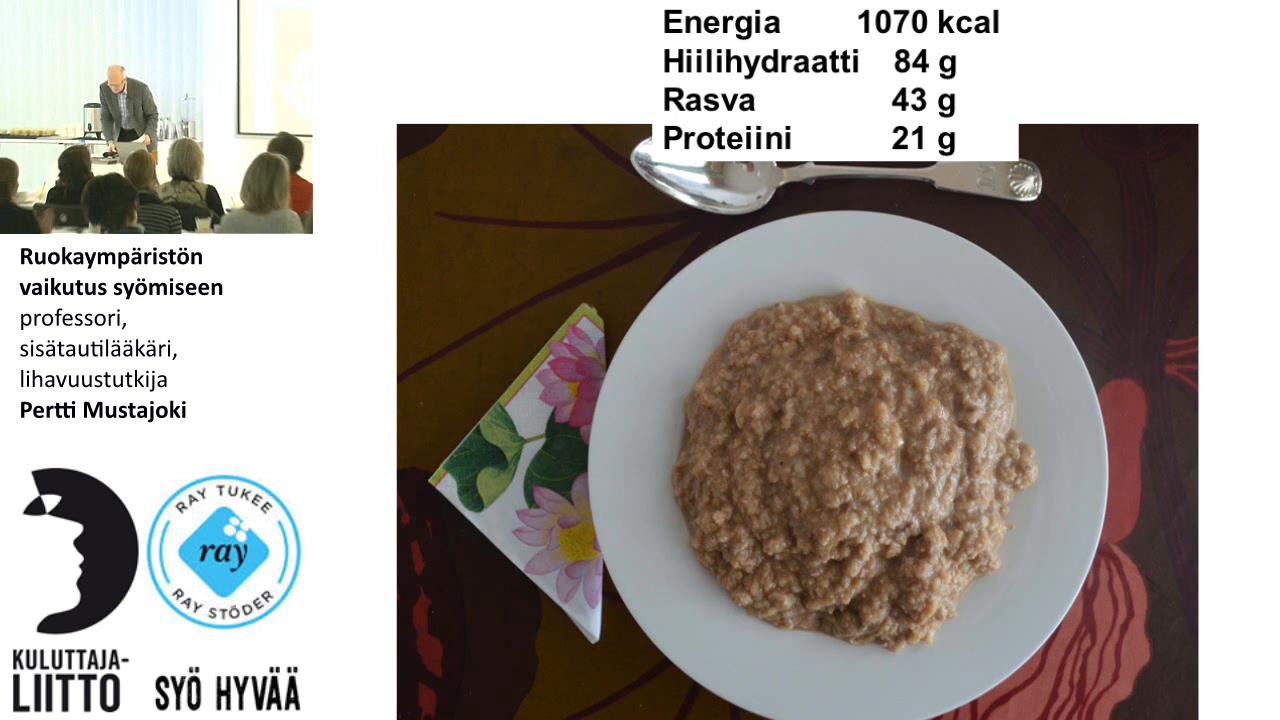 Energia 1070 kcal
Hiilihydraatti 84 g
Rasva 43 g
Proteiini 21 g
Ruokaympäristön
vaikutus syömiseen
professori,
sisätautilääkäri,
lihavuustutkija
Pertti Mustajoki
RAY TUKEE
ray
RAY STÖDER
KULUTTAJA-
LIITTO
SYÖ HYVÄÄ